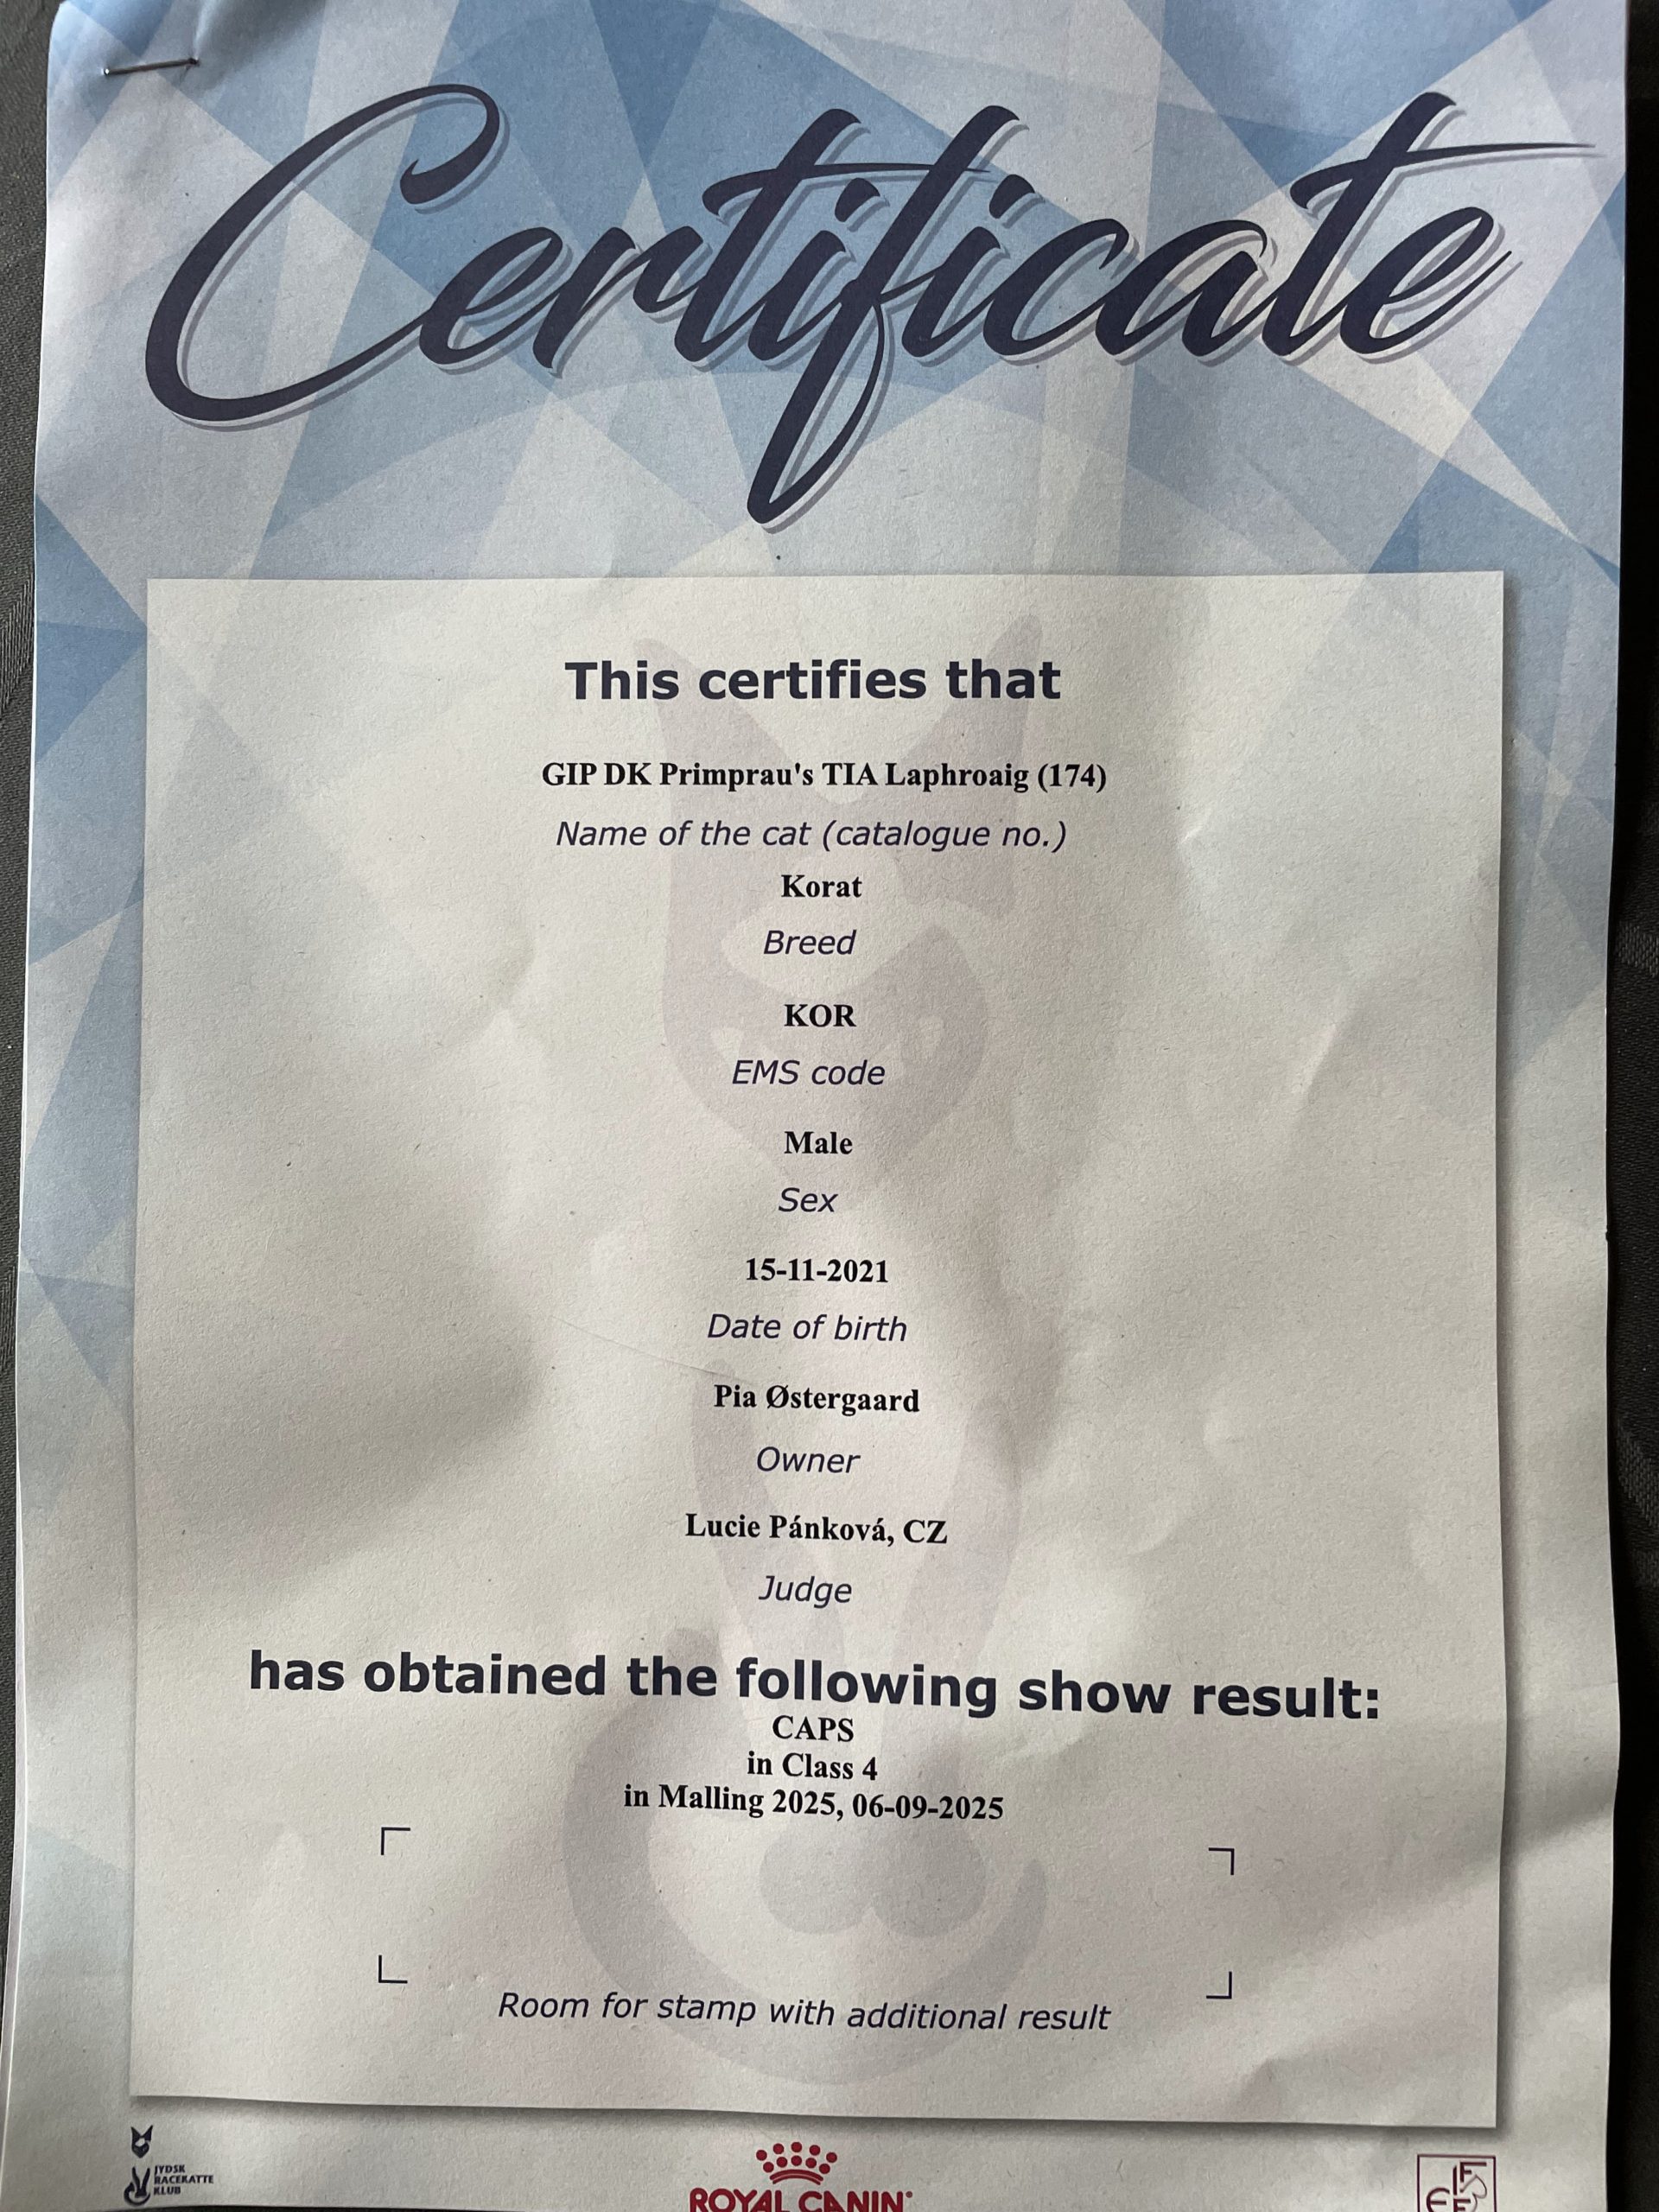 Certificate
This certifies that
GIP DK Primprau's TIA Laphroaig (174)
Name of the cat (catalogue no.)
Korat
Breed
KOR
EMS code
Male
Sex
15-11-2021
Date of birth
Pia Østergaard
Owner
Lucie Pánková, CZ
Judge
has obtained the following show result:
CAPS
in Class 4
in Malling 2025, 06-09-2025
Room for stamp with additional result
JYDSK
RACEKATTE
KLUB
ROYAL CANIN®